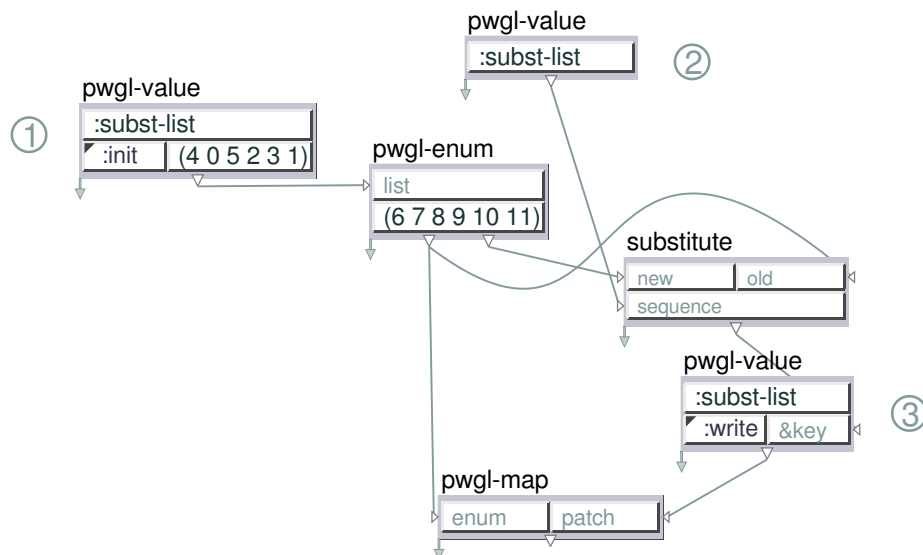 pwgl-value
:subst-list
②
pwgl-value
:subst-list
:init (4 0 5 2 3 1)
①
pwgl-enum
list
(6 7 8 9 10 11)
substitute
new old
sequence
pwgl-value
:subst-list
:write &key
③
pwgl-map
enum patch